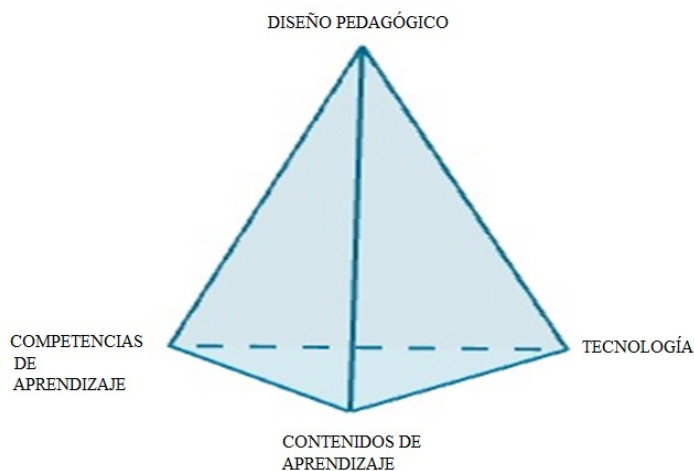 DISEÑO PEDAGÓGICO
COMPETENCIAS
DE
APRENDIZAJE
TECNOLOGÍA
CONTENIDOS DE
APRENDIZAJE